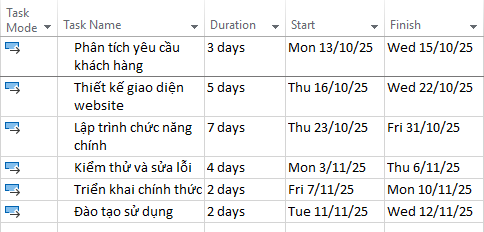 Task Mode Task Name Duration Start Finish
Phân tích yêu cầu khách hàng 3 days Mon 13/10/25 Wed 15/10/25
Thiết kế giao diện website 5 days Thu 16/10/25 Wed 22/10/25
Lập trình chức năng chính 7 days Thu 23/10/25 Fri 31/10/25
Kiểm thử và sửa lỗi 4 days Mon 3/11/25 Thu 6/11/25
Triển khai chính thức 2 days Fri 7/11/25 Mon 10/11/25
Đào tạo sử dụng 2 days Tue 11/11/25 Wed 12/11/25